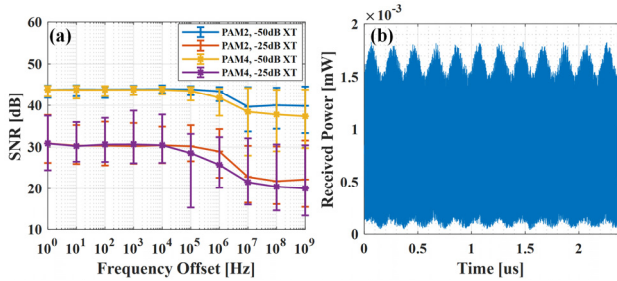 (a)
PAM2, -50dB XT
PAM2, -25dB XT
PAM4, -50dB XT
PAM4, -25dB XT
60
50
40
30
20
10
SNR [dB]
10^0 10^1 10^2 10^3 10^4 10^5 10^6 10^7 10^8 10^9
Frequency Offset [Hz]
×10^-3
(b)
2
1.5
1
0.5
0
Received Power [mW]
0 0.5 1 1.5 2
Time [us]